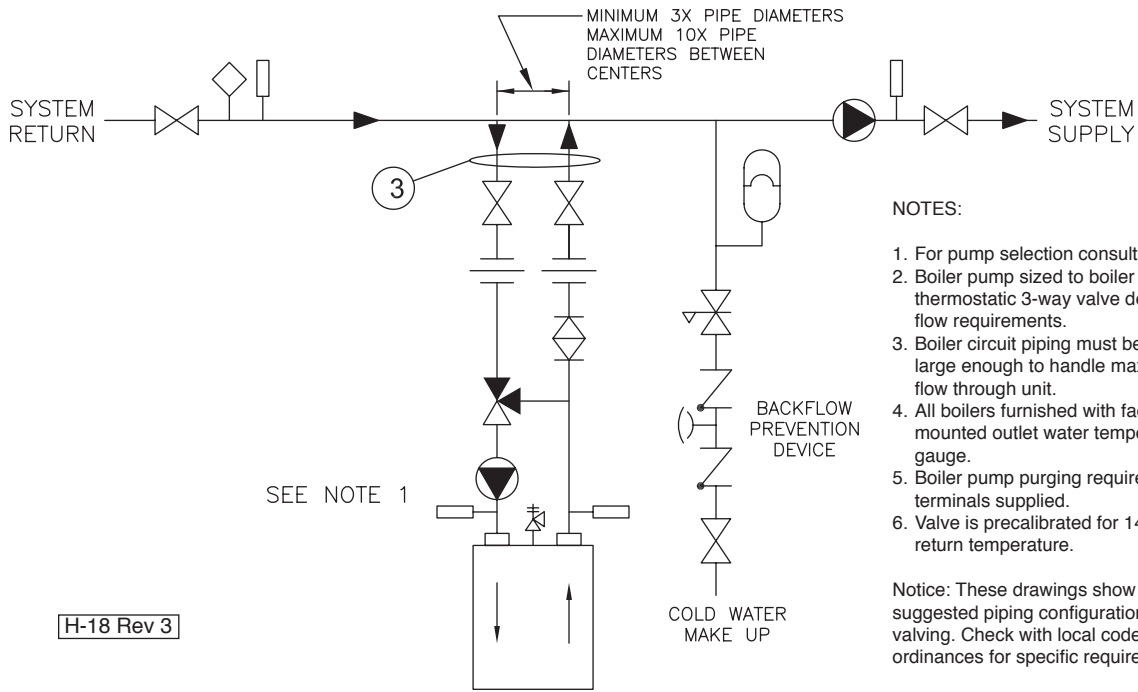 MINIMUM 3X PIPE DIAMETERS
MAXIMUM 10X PIPE
DIAMETERS BETWEEN
CENTERS
SYSTEM
RETURN
SYSTEM
SUPPLY
3
NOTES:
1. For pump selection consult
2. Boiler pump sized to boiler
thermostatic 3-way valve
flow requirements.
3. Boiler circuit piping must be
large enough to handle
flow through unit.
4. All boilers furnished with
mounted outlet water
gauge.
5. Boiler pump purging
terminals supplied.
6. Valve is precalibrated for 14
return temperature.
BACKFLOW
PREVENTION
DEVICE
SEE NOTE 1
COLD WATER
MAKE UP
Notice: These drawings show
suggested piping
valving. Check with local
ordinances for specific
H-18 Rev 3